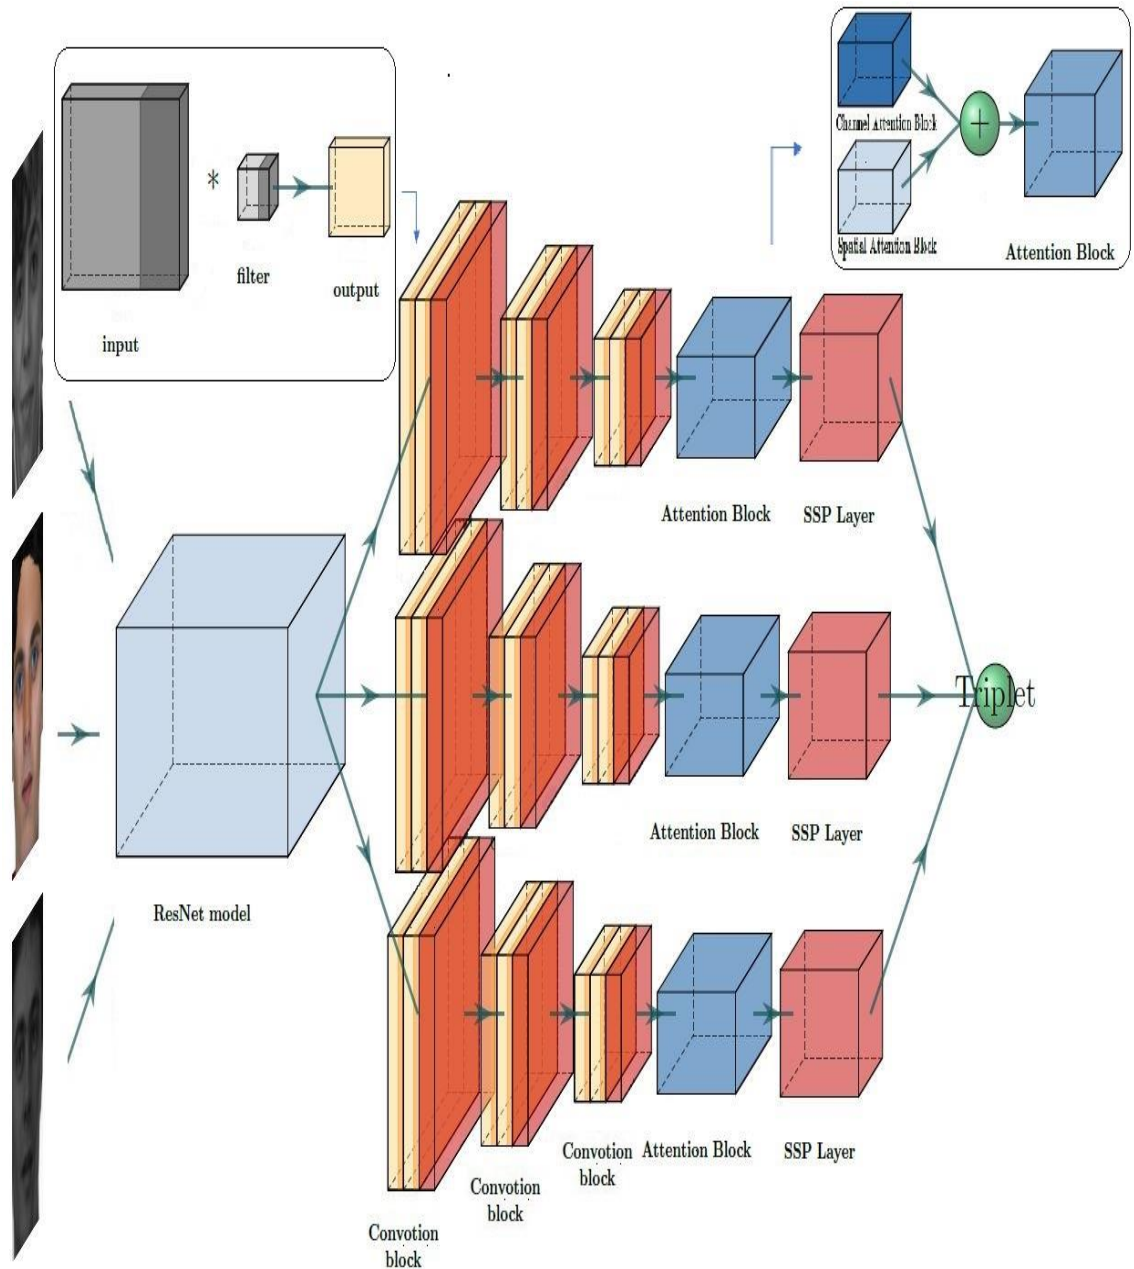 Channel Attention Block
+
Spatial Attention Block
Attention Block
*
filter
output
input
Attention Block
SSP Layer
Triplet
Attention Block
SSP Layer
ResNet model
Convotion
block
Attention Block
SSP Layer
Convotion
block
Convotion
block